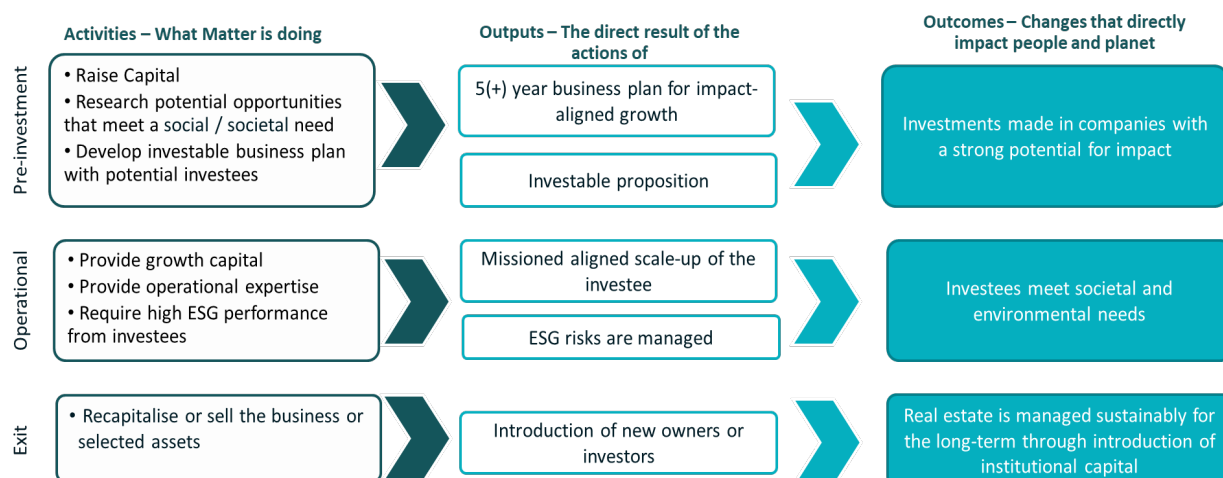 Activities – What Matter is doing
Outputs – The direct result of the
actions of
Outcomes – Changes that directly
impact people and planet
Pre-investment
• Raise Capital
• Research potential opportunities
that meet a social / societal need
• Develop investable business plan
with potential investees
5(+) year business plan for impact-
aligned growth
Investable proposition
Investments made in companies with
a strong potential for impact
Operational
• Provide growth capital
• Provide operational expertise
• Require high ESG performance
from investees
Missioned aligned scale-up of the
investee
ESG risks are managed
Investees meet societal and
environmental needs
Exit
• Recapitalise or sell the business or
selected assets
Introduction of new owners or
investors
Real estate is managed sustainably for
the long-term through introduction of
institutional capital